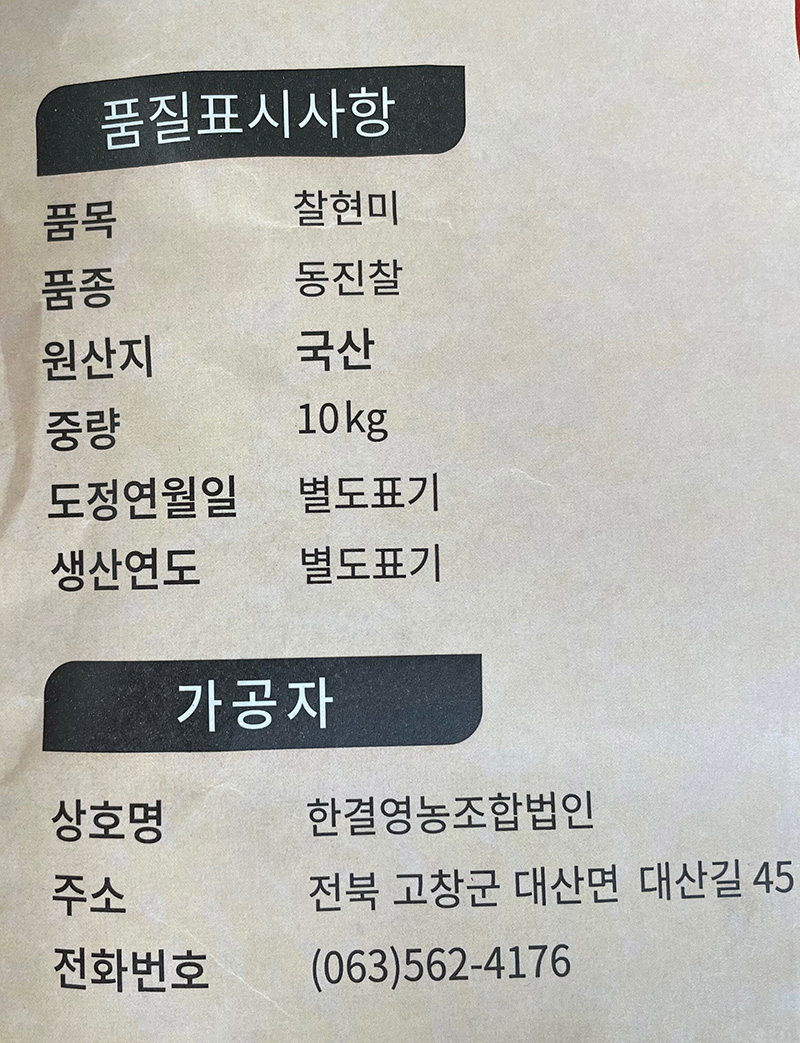 품질표시사항
품목 찰현미
품종 동진찰
원산지 국산
중량 10kg
도정연월일 별도표기
생산연도 별도표기
가공자
상호명 한결영농조합법인
주소 전북 고창군 대산면 대산길 45
전화번호 (063)562-4176